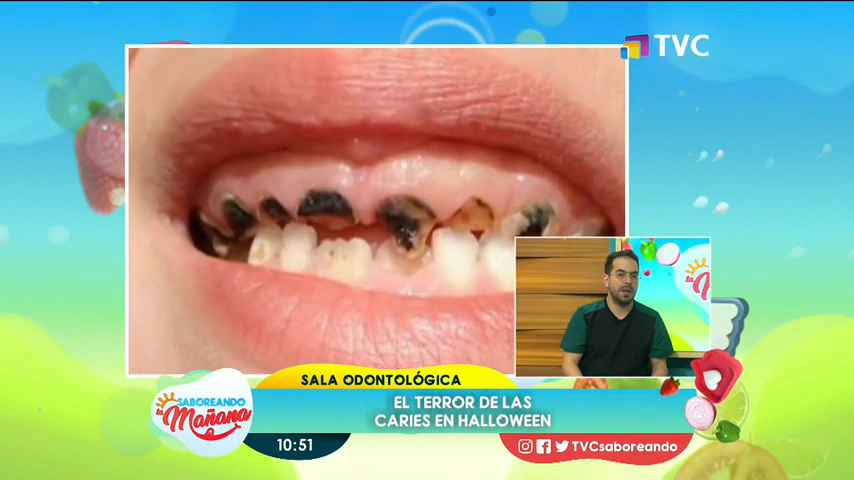 TVC
SALA ODONTOLÓGICA
SABOREANDO
Mañana
EL TERROR DE LAS
CARIES EN HALLOWEEN
10:51
TVCsaboreando